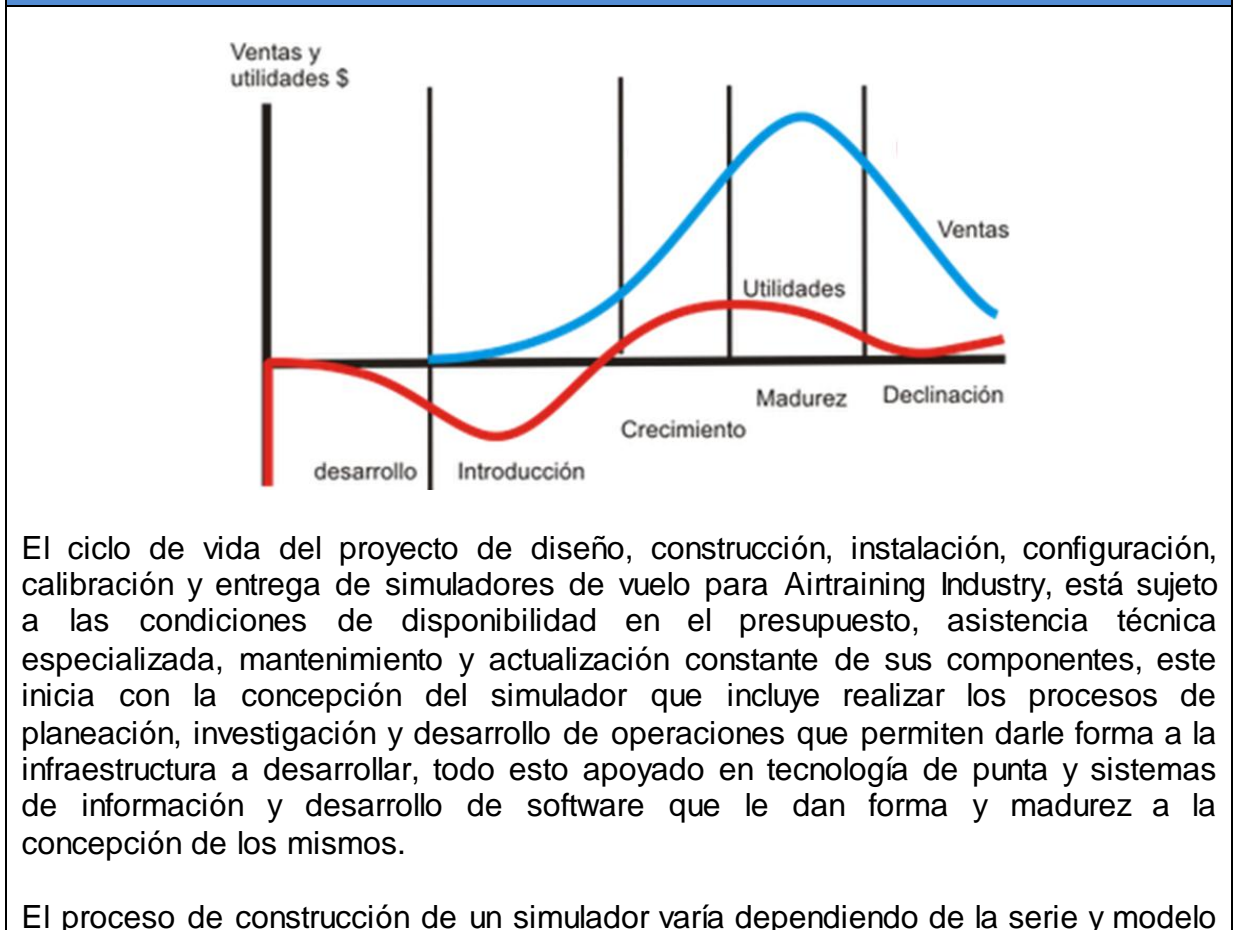 Ventas y
utilidades $
Ventas
Utilidades
Madurez
Declinación
Crecimiento
desarrollo
Introducción
El ciclo de vida del proyecto de diseño, construcción, instalación, configuración,
calibración y entrega de simuladores de vuelo para Airtraining Industry, está sujeto
a las condiciones de disponibilidad en el presupuesto, asistencia técnica
especializada, mantenimiento y actualización constante de sus componentes, este
inicia con la concepción del simulador que incluye realizar los procesos de
planeación, investigación y desarrollo de operaciones que permiten darle forma a la
infraestructura a desarrollar, todo esto apoyado en tecnología de punta y sistemas
de información y desarrollo de software que le dan forma y madurez a la
concepción de los mismos.
El proceso de construcción de un simulador varía dependiendo de la serie y modelo